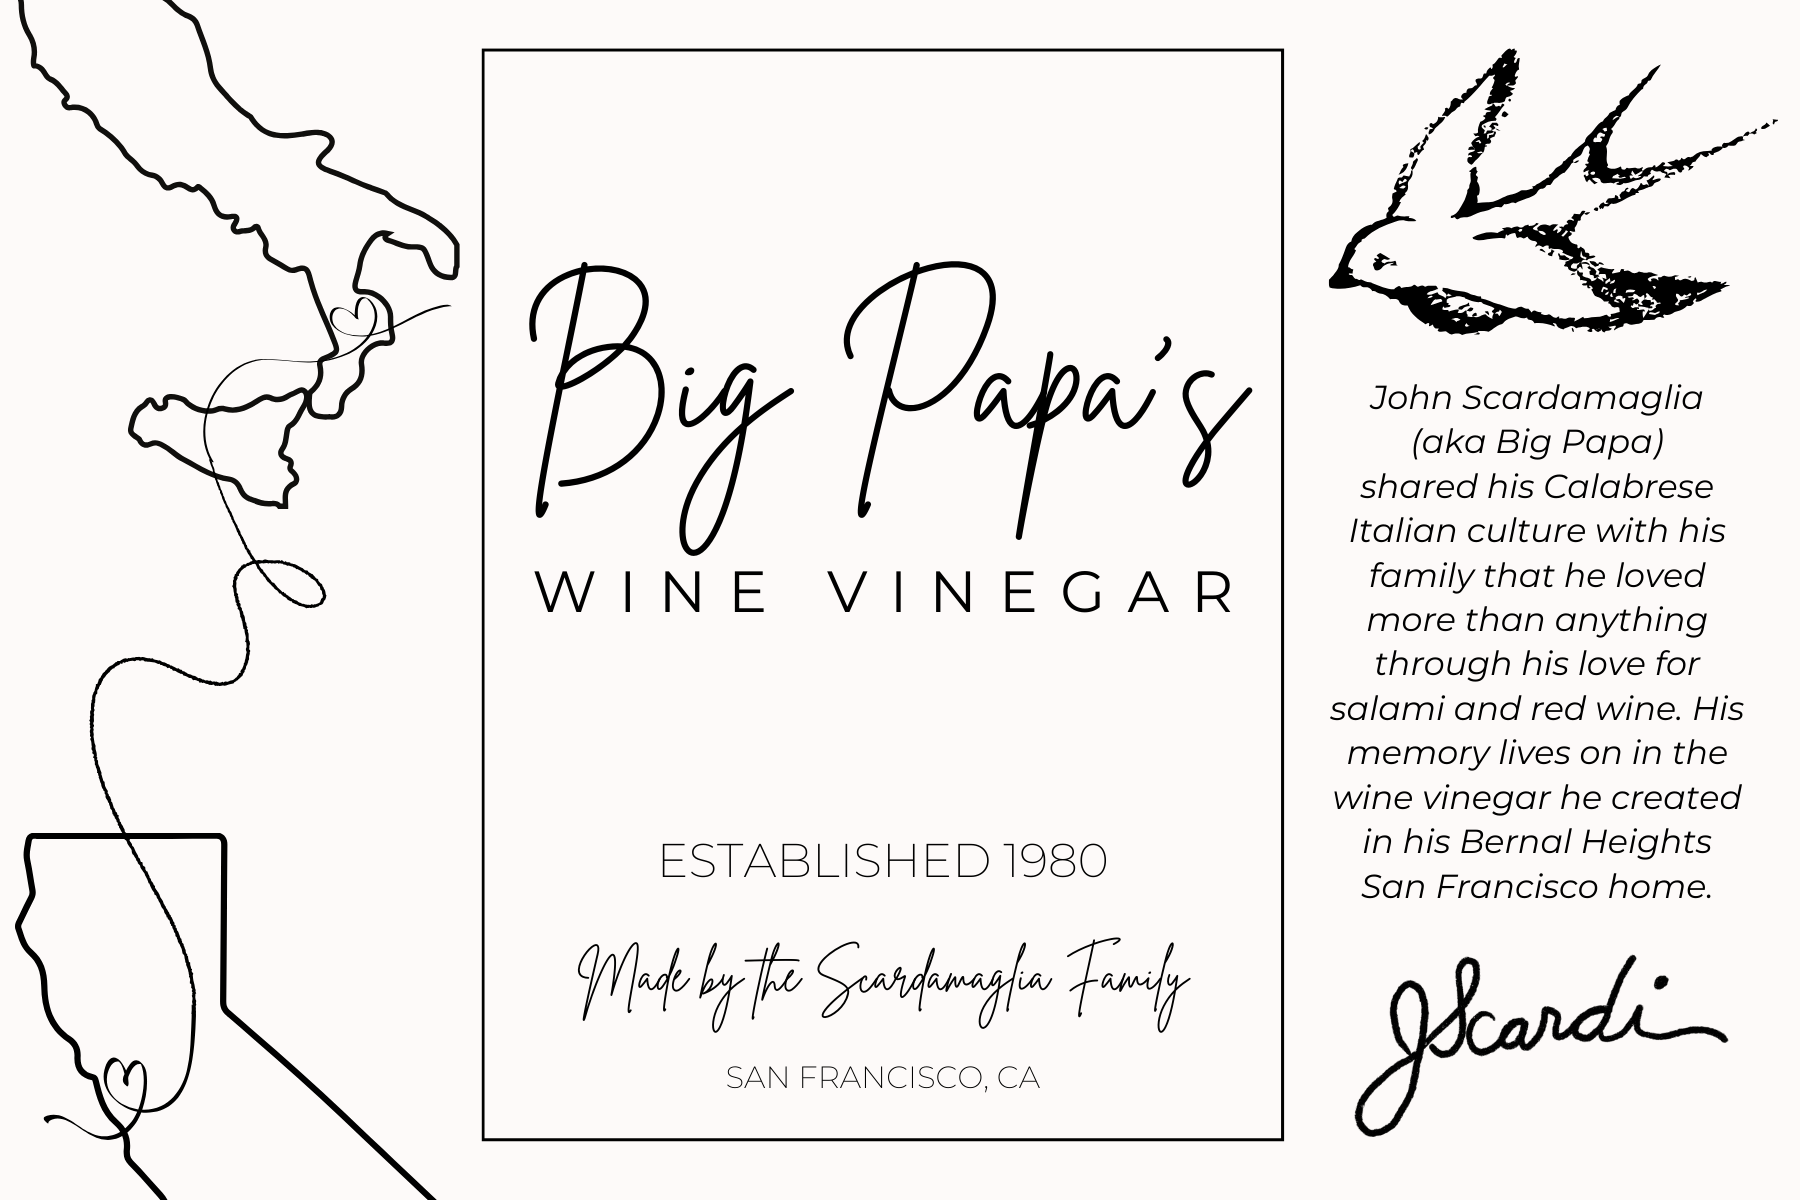 Big Papa's
WINE VINEGAR
ESTABLISHED 1980
Made by the Scardamaglia Family
SAN FRANCISCO, CA
John Scardamaglia
(aka Big Papa)
shared his Calabrese
Italian culture with his
family that he loved
more than anything
through his love for
salami and red wine. His
memory lives on in the
wine vinegar he created
in his Bernal Heights
San Francisco home.
JScardi